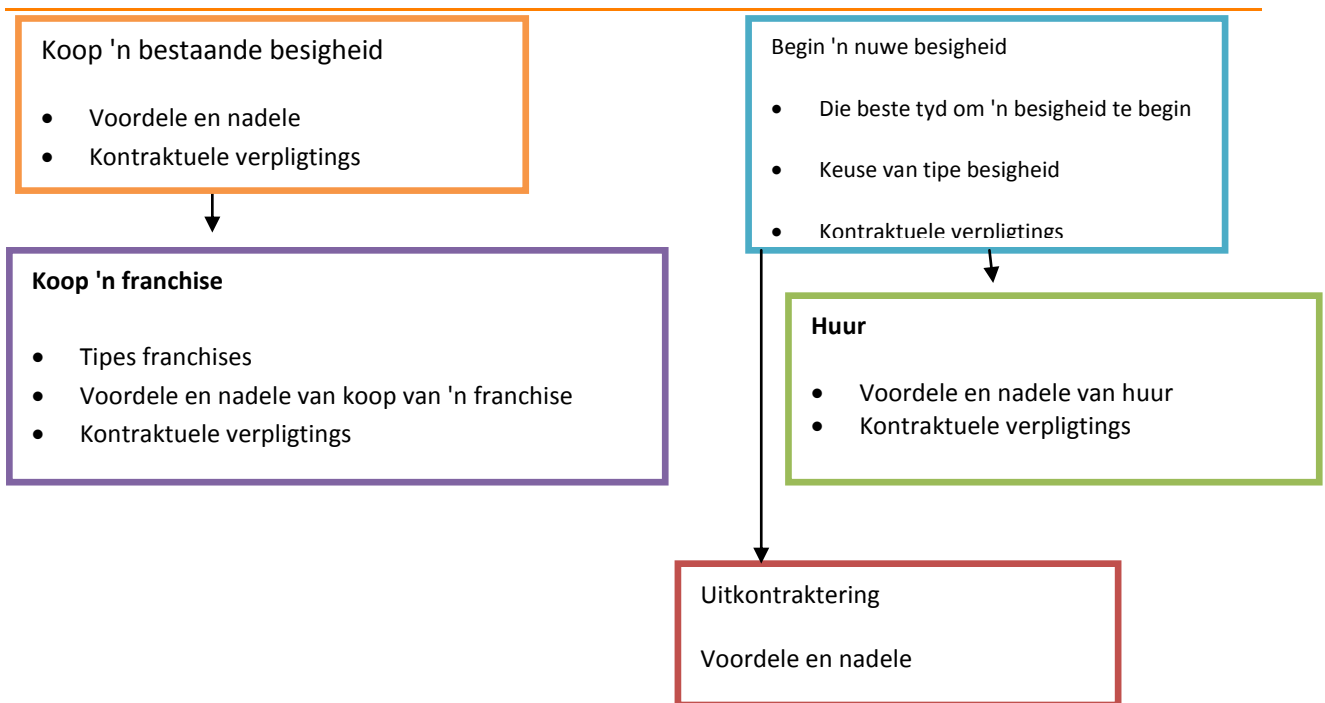 Koop 'n bestaande besigheid
• Voordele en nadele
• Kontraktuele verpligtings
Koop 'n franchise
• Tipes franchises
• Voordele en nadele van koop van 'n franchise
• Kontraktuele verpligtings
Begin 'n nuwe besigheid
• Die beste tyd om 'n besigheid te begin
• Keuse van tipe besigheid
• Kontraktuele verpligtings
Huur
• Voordele en nadele van huur
• Kontraktuele verpligtings
Uitkontraktering
Voordele en nadele